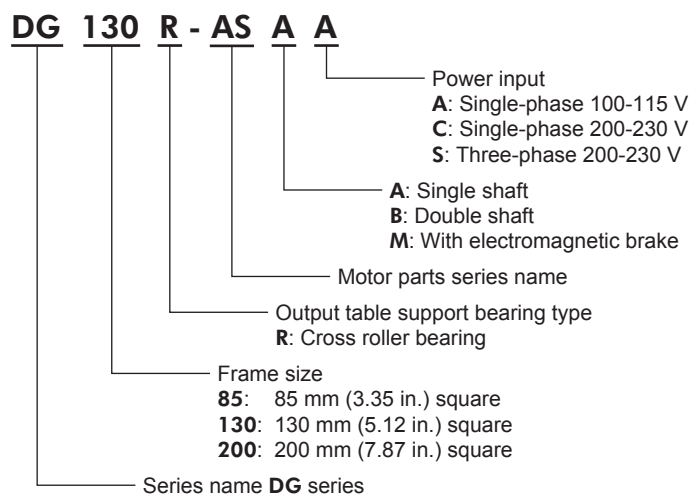 DG 130 R - AS A A
Power input
A: Single-phase 100-115 V
C: Single-phase 200-230 V
S: Three-phase 200-230 V
A: Single shaft
B: Double shaft
M: With electromagnetic brake
Motor parts series name
Output table support bearing type
R: Cross roller bearing
Frame size
85: 85 mm (3.35 in.) square
130: 130 mm (5.12 in.) square
200: 200 mm (7.87 in.) square
Series name DG series